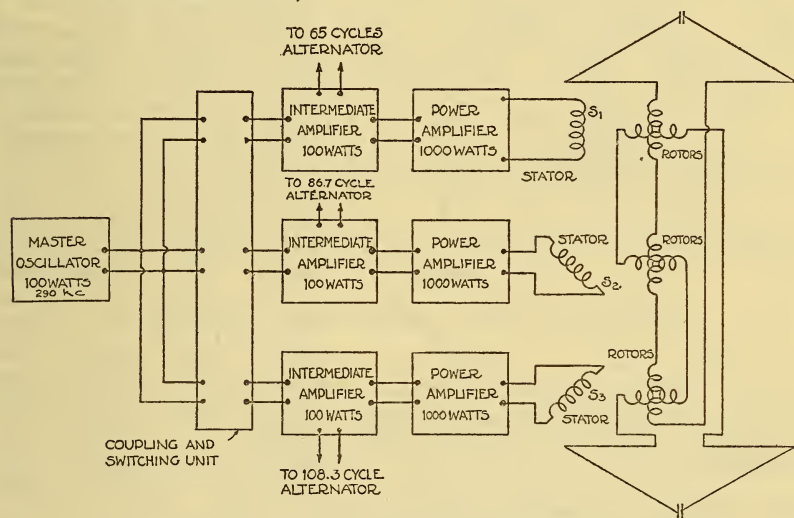 TO 65 CYCLES
ALTERNATOR
INTERMEDIATE
AMPLIFIER
100 WATTS
POWER
AMPLIFIER
1000 WATTS
S1
STATOR
ROTORS
TO 86.7 CYCLE
ALTERNATOR
MASTER
OSCILLATOR
100 WATTS
290 K.C
INTERMEDIATE
AMPLIFIER
100 WATTS
POWER
AMPLIFIER
1000 WATTS
STATOR
S2
ROTORS
INTERMEDIATE
AMPLIFIER
100 WATTS
POWER
AMPLIFIER
1000 WATTS
S3
STATOR
ROTORS
COUPLING AND
SWITCHING UNIT
TO 108.3 CYCLE
ALTERNATOR